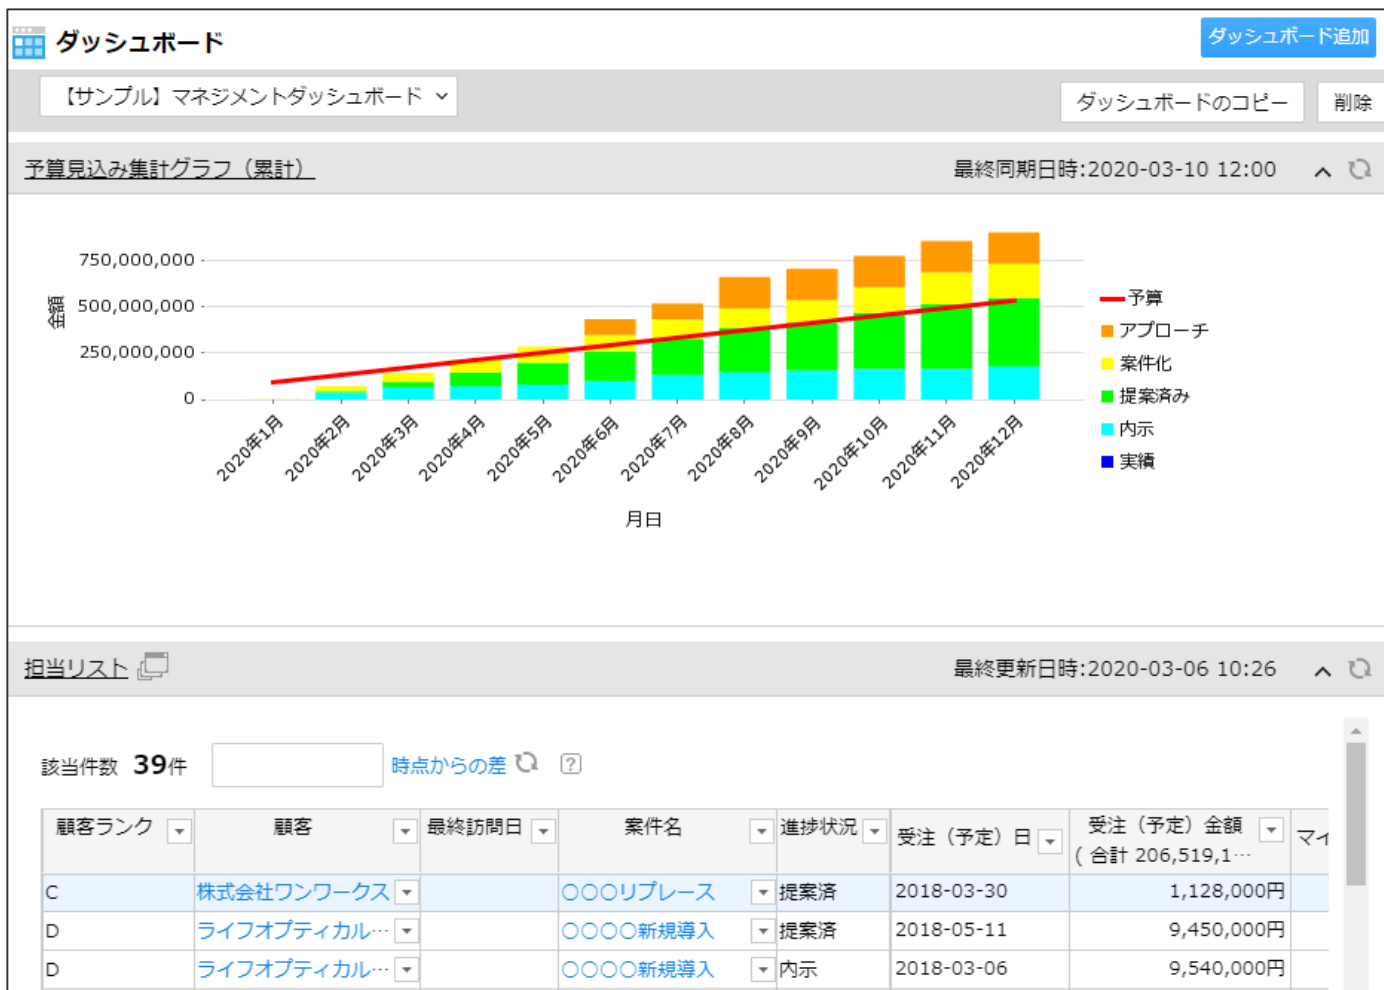 ダッシュボード
ダッシュボード追加
【サンプル】マネジメントダッシュボード
ダッシュボードのコピー
削除
予算見込み集計グラフ（累計）
最終同期日時:2020-03-10 12:00
750,000,000
500,000,000
250,000,000
0
金額
2020年1月
2020年2月
2020年3月
2020年4月
2020年5月
2020年6月
2020年7月
2020年8月
2020年9月
2020年10月
2020年11月
2020年12月
月日
予算
アプローチ
案件化
提案済み
内示
実績
担当リスト
最終更新日時:2020-03-06 10:26
該当件数 39件
時点からの差 ?
顧客ランク 顧客 最終訪問日 案件名 進捗状況 受注（予定）日 受注（予定）金額 マイ
( 合計 206,519,1…
C 株式会社ワンワークス 〇〇〇リプレース 提案済 2018-03-30 1,128,000円
D ライフオプティカル… 〇〇〇〇新規導入 提案済 2018-05-11 9,450,000円
D ライフオプティカル… 〇〇〇〇新規導入 内示 2018-03-06 9,540,000円